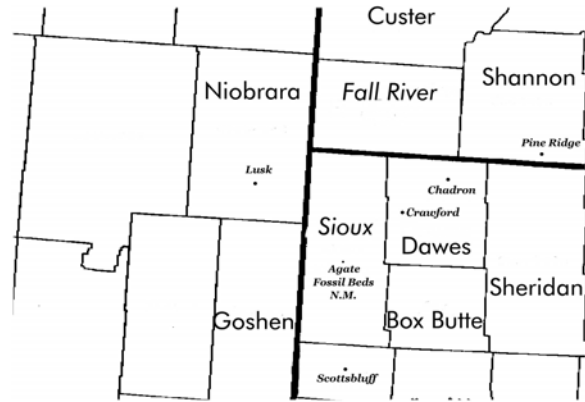 Custer
Niobrara
Fall River
Shannon
Pine Ridge
Lusk
Chadron
Crawford
Sioux
Dawes
Agate
Fossil Beds
N.M.
Sheridan
Goshen
Box Butte
Scottsbluff